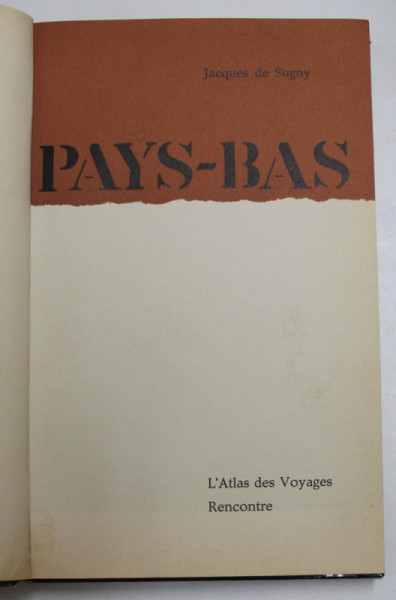 Jacques de Sugny
PAYS-BAS
L'Atlas des Voyages
Rencontre